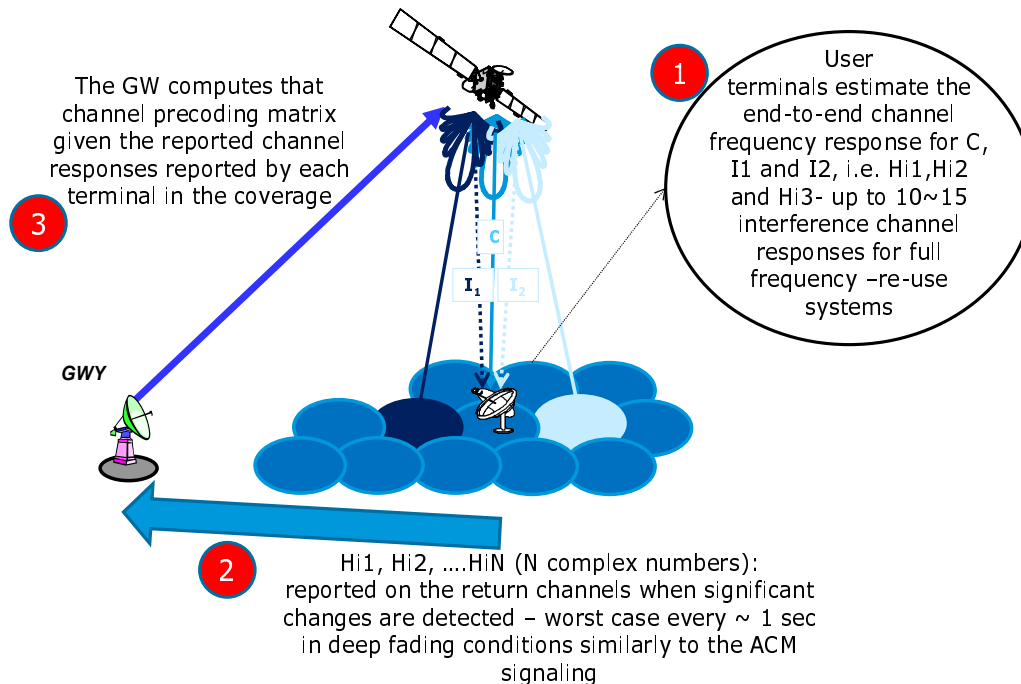 1
User
terminals estimate the
end-to-end channel
frequency response for C,
I1 and I2, i.e. Hi1,Hi2
and Hi3- up to 10~15
interference channel
responses for full
frequency –re-use
systems
The GW computes that
channel precoding matrix
given the reported channel
responses reported by each
terminal in the coverage
3
C
I₁
I₂
GWY
2
Hi1, Hi2, ….HiN (N complex numbers):
reported on the return channels when significant
changes are detected – worst case every ~ 1 sec
in deep fading conditions similarly to the ACM
signaling